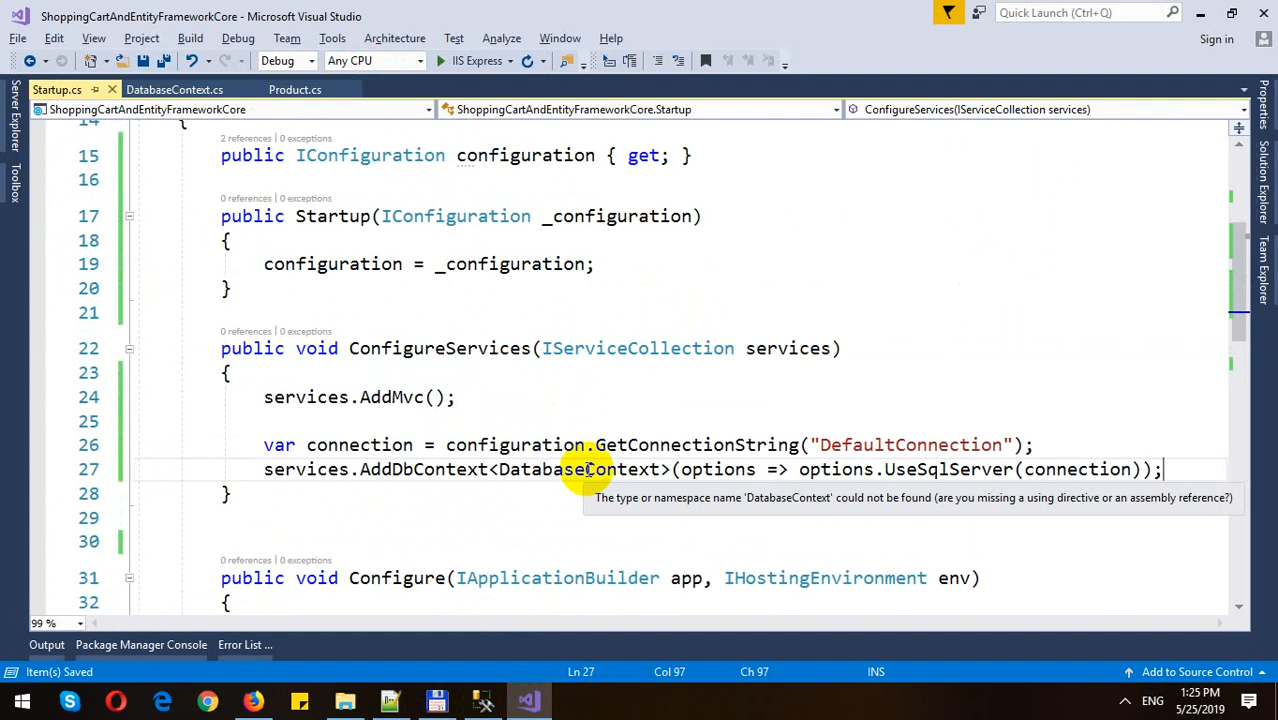 ShoppingCartAndEntityFrameworkCore - Microsoft Visual Studio
Quick Launch (Ctrl+Q)
File Edit View Project Build Debug Team Tools Architecture Test Analyze Window Help
Sign in
Debug Any CPU IIS Express
Startup.cs DatabaseContext.cs Product.cs
ShoppingCartAndEntityFrameworkCore ShoppingCartAndEntityFrameworkCore.Startup ConfigureServices(IServiceCollection services)
Server Explorer
Toolbox
Properties
Solution Explorer
Team Explorer
14 {
2 references | 0 exceptions
15 public IConfiguration configuration { get; }
16
0 references | 0 exceptions
17 public Startup(IConfiguration _configuration)
18 {
19 configuration = _configuration;
20 }
21
0 references | 0 exceptions
22 public void ConfigureServices(IServiceCollection services)
23 {
24 services.AddMvc();
25
26 var connection = configuration.GetConnectionString("DefaultConnection");
27 services.AddDbContext<DatabaseContext>(options => options.UseSqlServer(connection));
The type or namespace name 'DatabaseContext' could not be found (are you missing a using directive or an assembly reference?)
28 }
29
30
0 references | 0 exceptions
31 public void Configure(IApplicationBuilder app, IHostingEnvironment env)
32 {
99 %
Output Package Manager Console Error List ...
Item(s) Saved Ln 27 Col 97 Ch 97 INS Add to Source Control
ENG
1:25 PM
5/25/2019